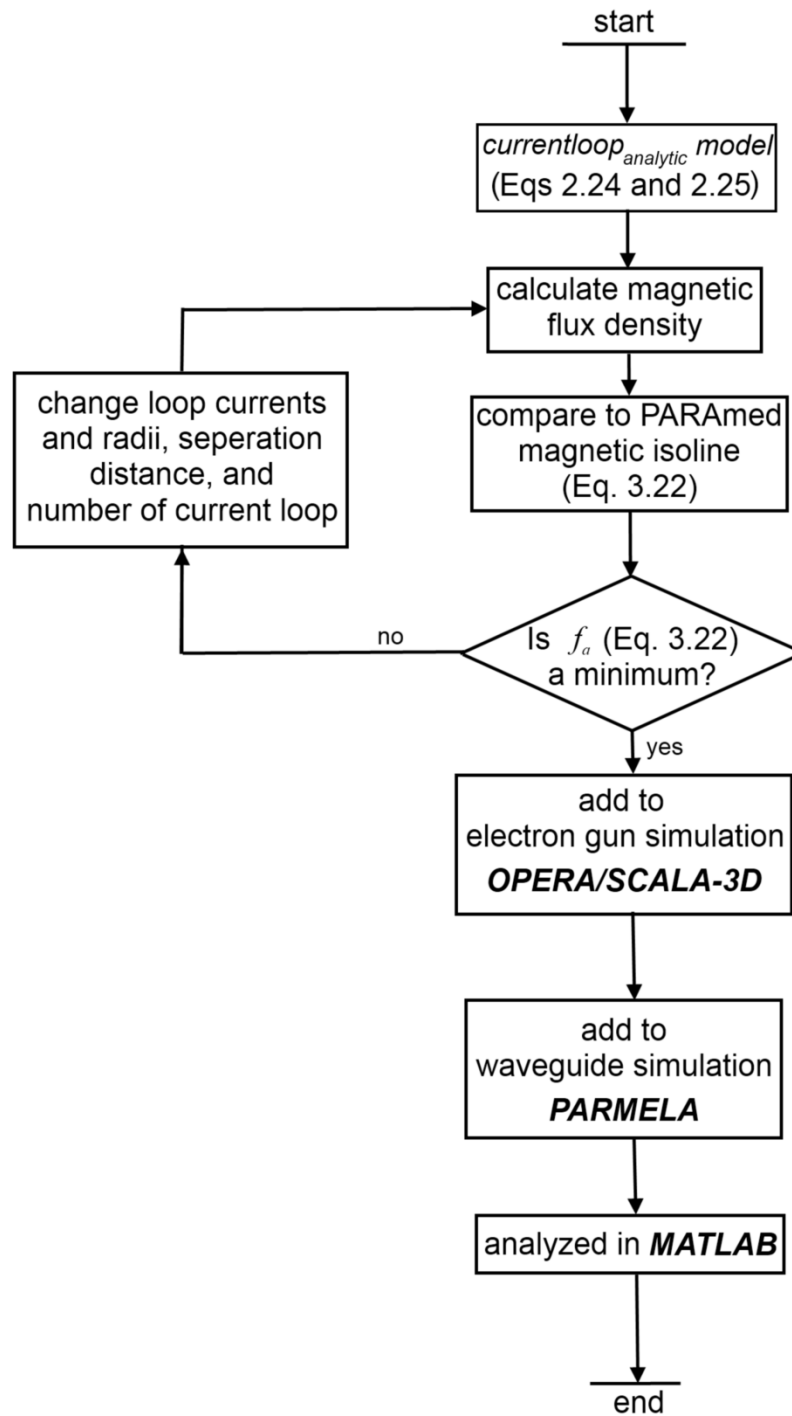 start
currentloop_analytic model
(Eqs 2.24 and 2.25)
calculate magnetic
flux density
change loop currents
and radii, seperation
distance, and
number of current loop
compare to PARAmed
magnetic isoline
(Eq. 3.22)
no
Is f_a (Eq. 3.22)
a minimum?
yes
add to
electron gun simulation
OPERA/SCALA-3D
add to
waveguide simulation
PARMELA
analyzed in MATLAB
end